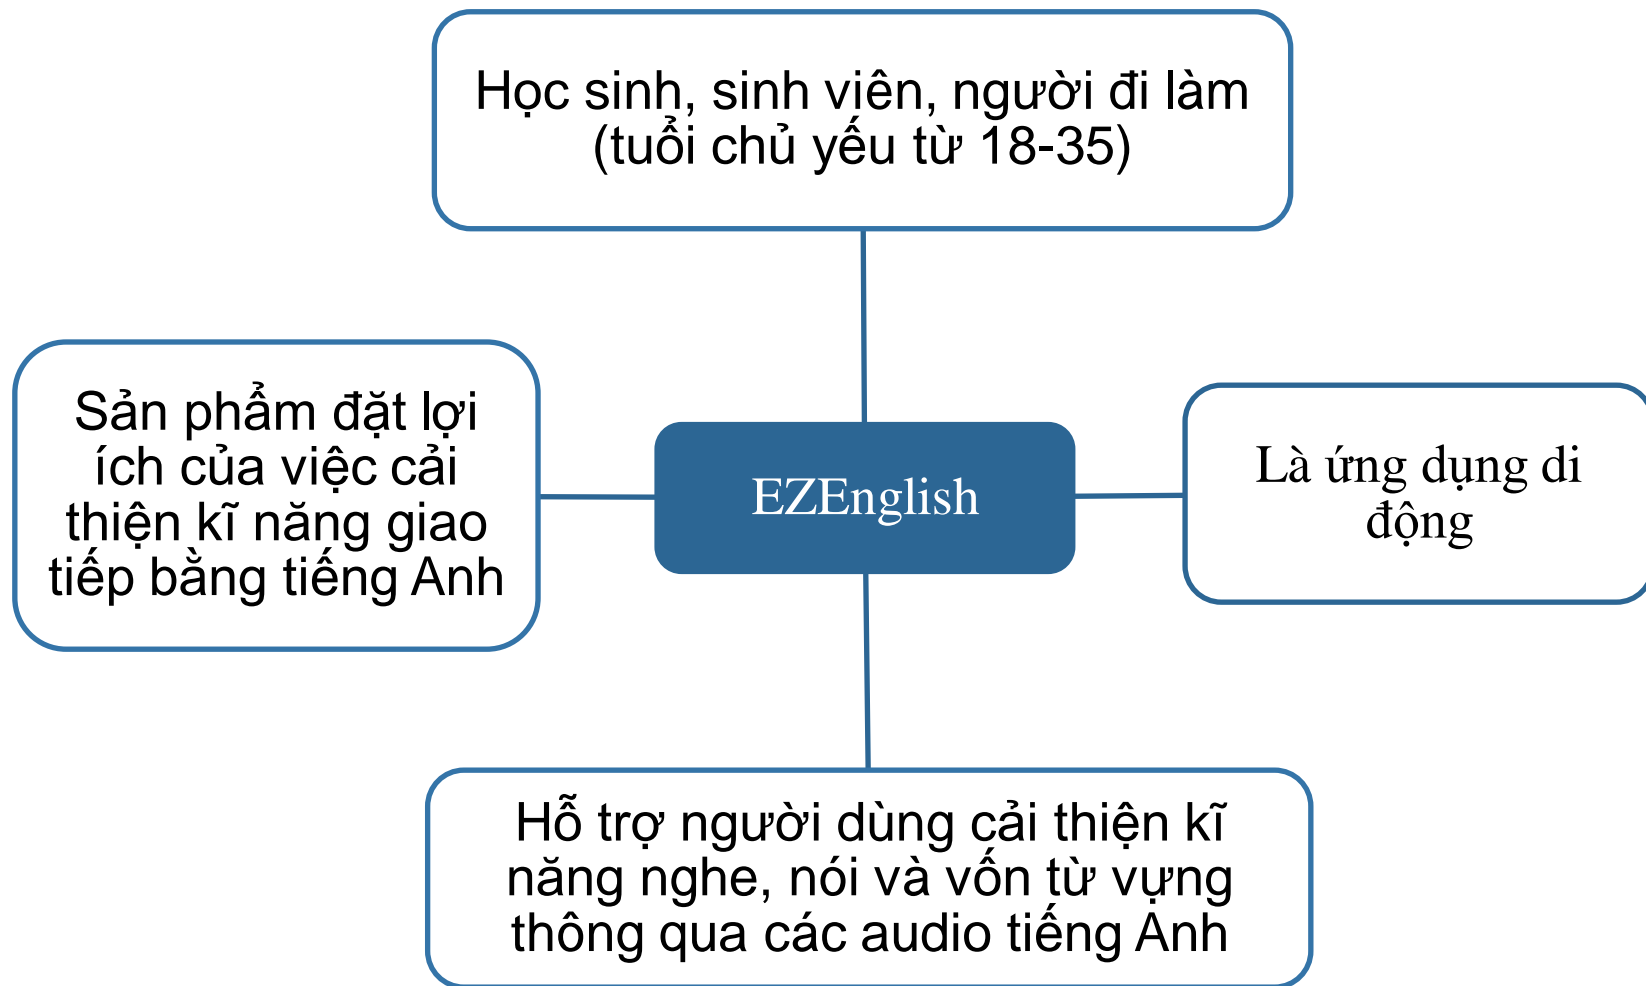 Học sinh, sinh viên, người đi làm
(tuổi chủ yếu từ 18-35)
Sản phẩm đặt lợi
ích của việc cải
thiện kĩ năng giao
tiếp bằng tiếng Anh
EZEnglish
Là ứng dụng di
động
Hỗ trợ người dùng cải thiện kĩ
năng nghe, nói và vốn từ vựng
thông qua các audio tiếng Anh